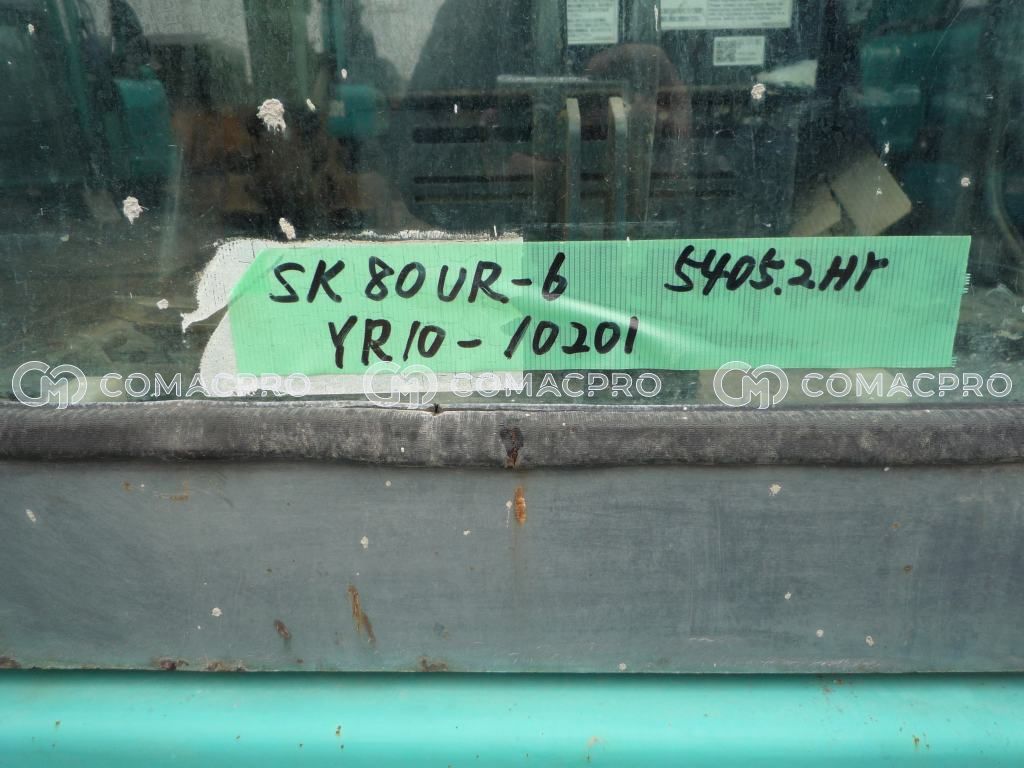 SK 80UR-6 5405.2Hr
YR10-10201
COMACPRO COMACPRO COMACPRO